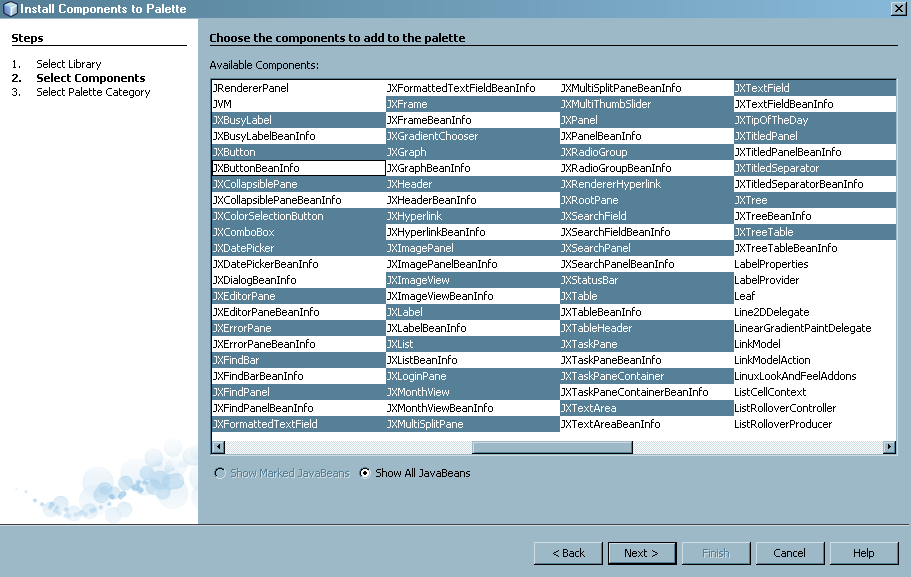 Install Components to Palette
Steps
1. Select Library
2. Select Components
3. Select Palette Category
Choose the components to add to the palette
Available Components:
JRendererPanel
JVM
JXBusyLabel
JXBusyLabelBeanInfo
JXButton
JXButtonBeanInfo
JXCollapsiblePane
JXCollapsiblePaneBeanInfo
JXColorSelectionButton
JXComboBox
JXDatePicker
JXDatePickerBeanInfo
JXDialogBeanInfo
JXEditorPane
JXEditorPaneBeanInfo
JXErrorPane
JXErrorPaneBeanInfo
JXFindBar
JXFindBarBeanInfo
JXFindPanel
JXFindPanelBeanInfo
JXFormattedTextField
JXFormattedTextFieldBeanInfo
JXFrame
JXFrameBeanInfo
JXGradientChooser
JXGraph
JXGraphBeanInfo
JXHeader
JXHeaderBeanInfo
JXHyperlink
JXHyperlinkBeanInfo
JXImagePanel
JXImagePanelBeanInfo
JXImageView
JXImageViewBeanInfo
JXLabel
JXLabelBeanInfo
JXList
JXListBeanInfo
JXLoginPane
JXMonthView
JXMonthViewBeanInfo
JXMultiSplitPane
JXMultiSplitPaneBeanInfo
JXMultiThumbSlider
JXPanel
JXPanelBeanInfo
JXRadioGroup
JXRadioGroupBeanInfo
JXRendererHyperlink
JXRootPane
JXSearchField
JXSearchFieldBeanInfo
JXSearchPanel
JXSearchPanelBeanInfo
JXStatusBar
JXTable
JXTableBeanInfo
JXTableHeader
JXTaskPane
JXTaskPaneBeanInfo
JXTaskPaneContainer
JXTaskPaneContainerBeanInfo
JXTextArea
JXTextAreaBeanInfo
JXTextField
JXTextFieldBeanInfo
JXTipOfTheDay
JXTitledPanel
JXTitledPanelBeanInfo
JXTitledSeparator
JXTitledSeparatorBeanInfo
JXTree
JXTreeBeanInfo
JXTreeTable
JXTreeTableBeanInfo
LabelProperties
LabelProvider
Leaf
Line2DDelegate
LinearGradientPaintDelegate
LinkModel
LinkModelAction
LinuxLookAndFeelAddons
ListCellContext
ListRolloverController
ListRolloverProducer
Show Marked JavaBeans Show All JavaBeans
< Back Next > Finish Cancel Help